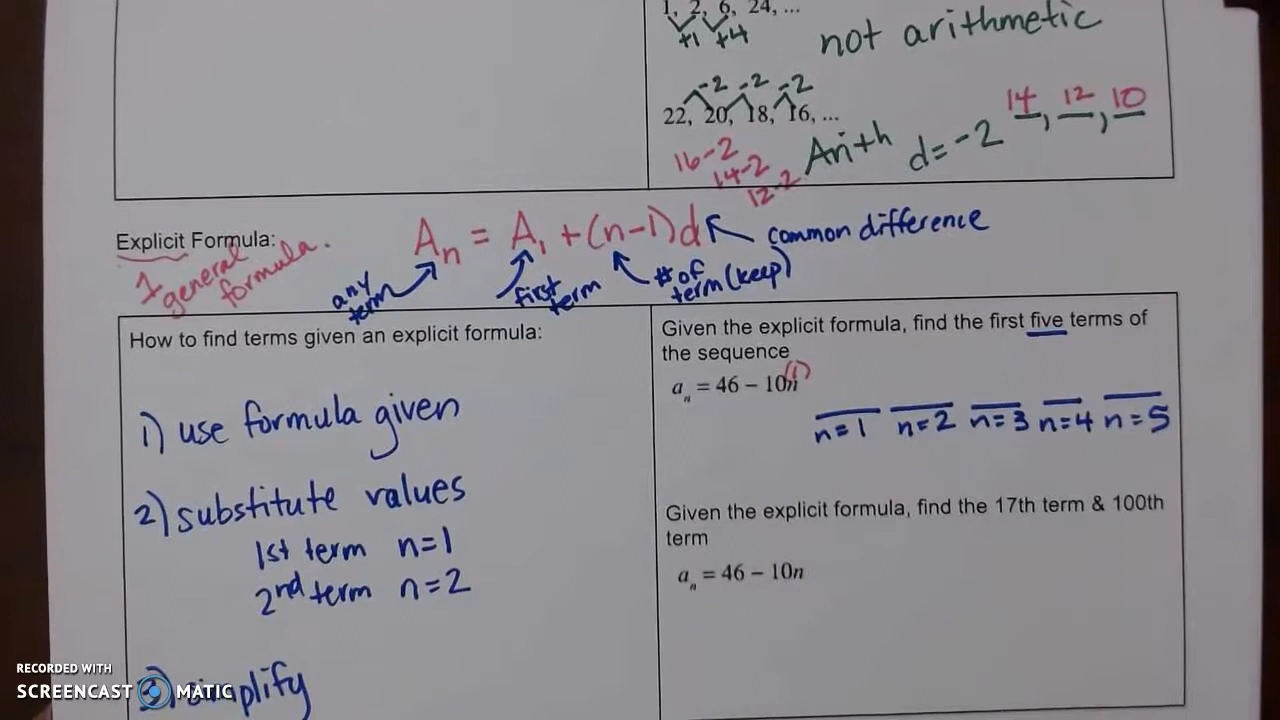 1, 2, 6, 24, ...
+1 +4
not arithmetic
-2 -2 -2
22, 20, 18, 16, ...
14, 12, 10
Arith d=-2
16-2
14-2
12-2
Explicit Formula:
1 general formula.
An = A1 + (n-1)d
common difference
any term
first term
# of term (keep)
How to find terms given an explicit formula:
1) use formula given
2) substitute values
1st term n=1
2nd term n=2
3) simplify
Given the explicit formula, find the first five terms of
the sequence
an = 46 – 10n
(1)
n=1 n=2 n=3 n=4 n=5
Given the explicit formula, find the 17th term & 100th
term
an = 46 – 10n
RECORDED WITH
SCREENCAST MATIC